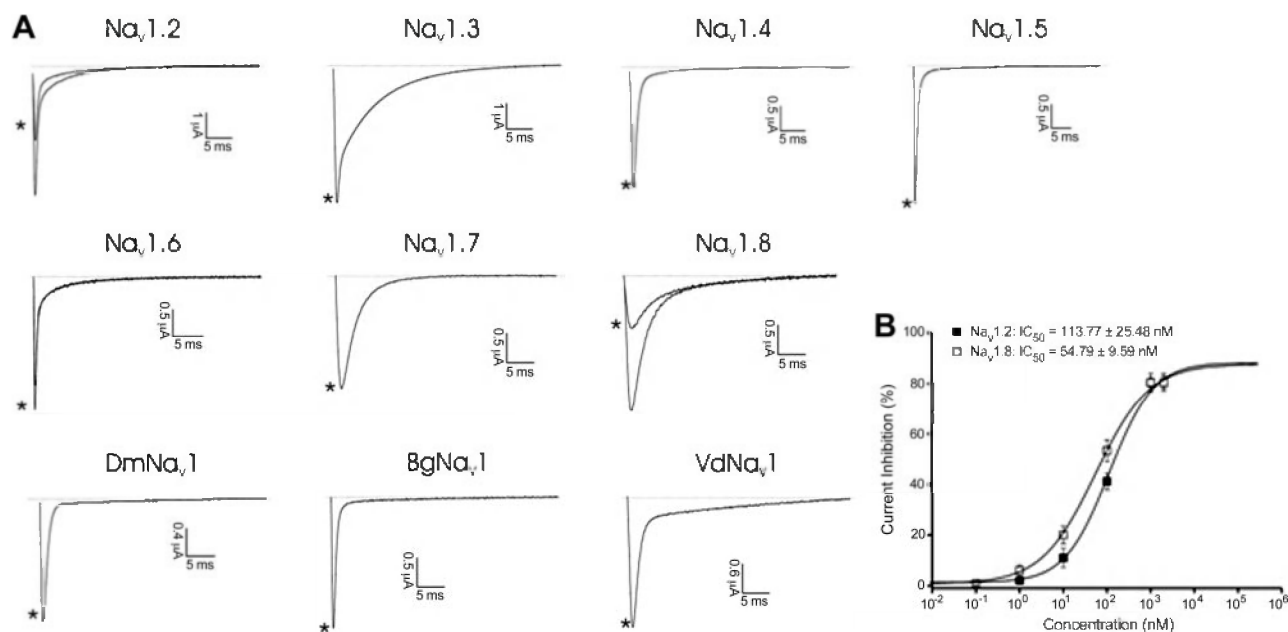 A
Nav1.2
Nav1.3
Nav1.4
Nav1.5
*
1 µA
5 ms
*
1 µA
5 ms
*
0.5 µA
5 ms
*
0.5 µA
5 ms
Nav1.6
Nav1.7
Nav1.8
*
0.5 µA
5 ms
*
0.5 µA
5 ms
*
0.5 µA
5 ms
DmNav1
BgNav1
VdNav1
*
0.4 µA
5 ms
*
0.5 µA
5 ms
*
0.6 µA
5 ms
B
Nav1.2: IC50 = 113.77 ± 25.48 nM
Nav1.8: IC50 = 54.79 ± 9.59 nM
Current Inhibition (%)
100
80
60
40
20
0
10-2 10-1 100 101 102 103 104 105 106
Concentration (nM)